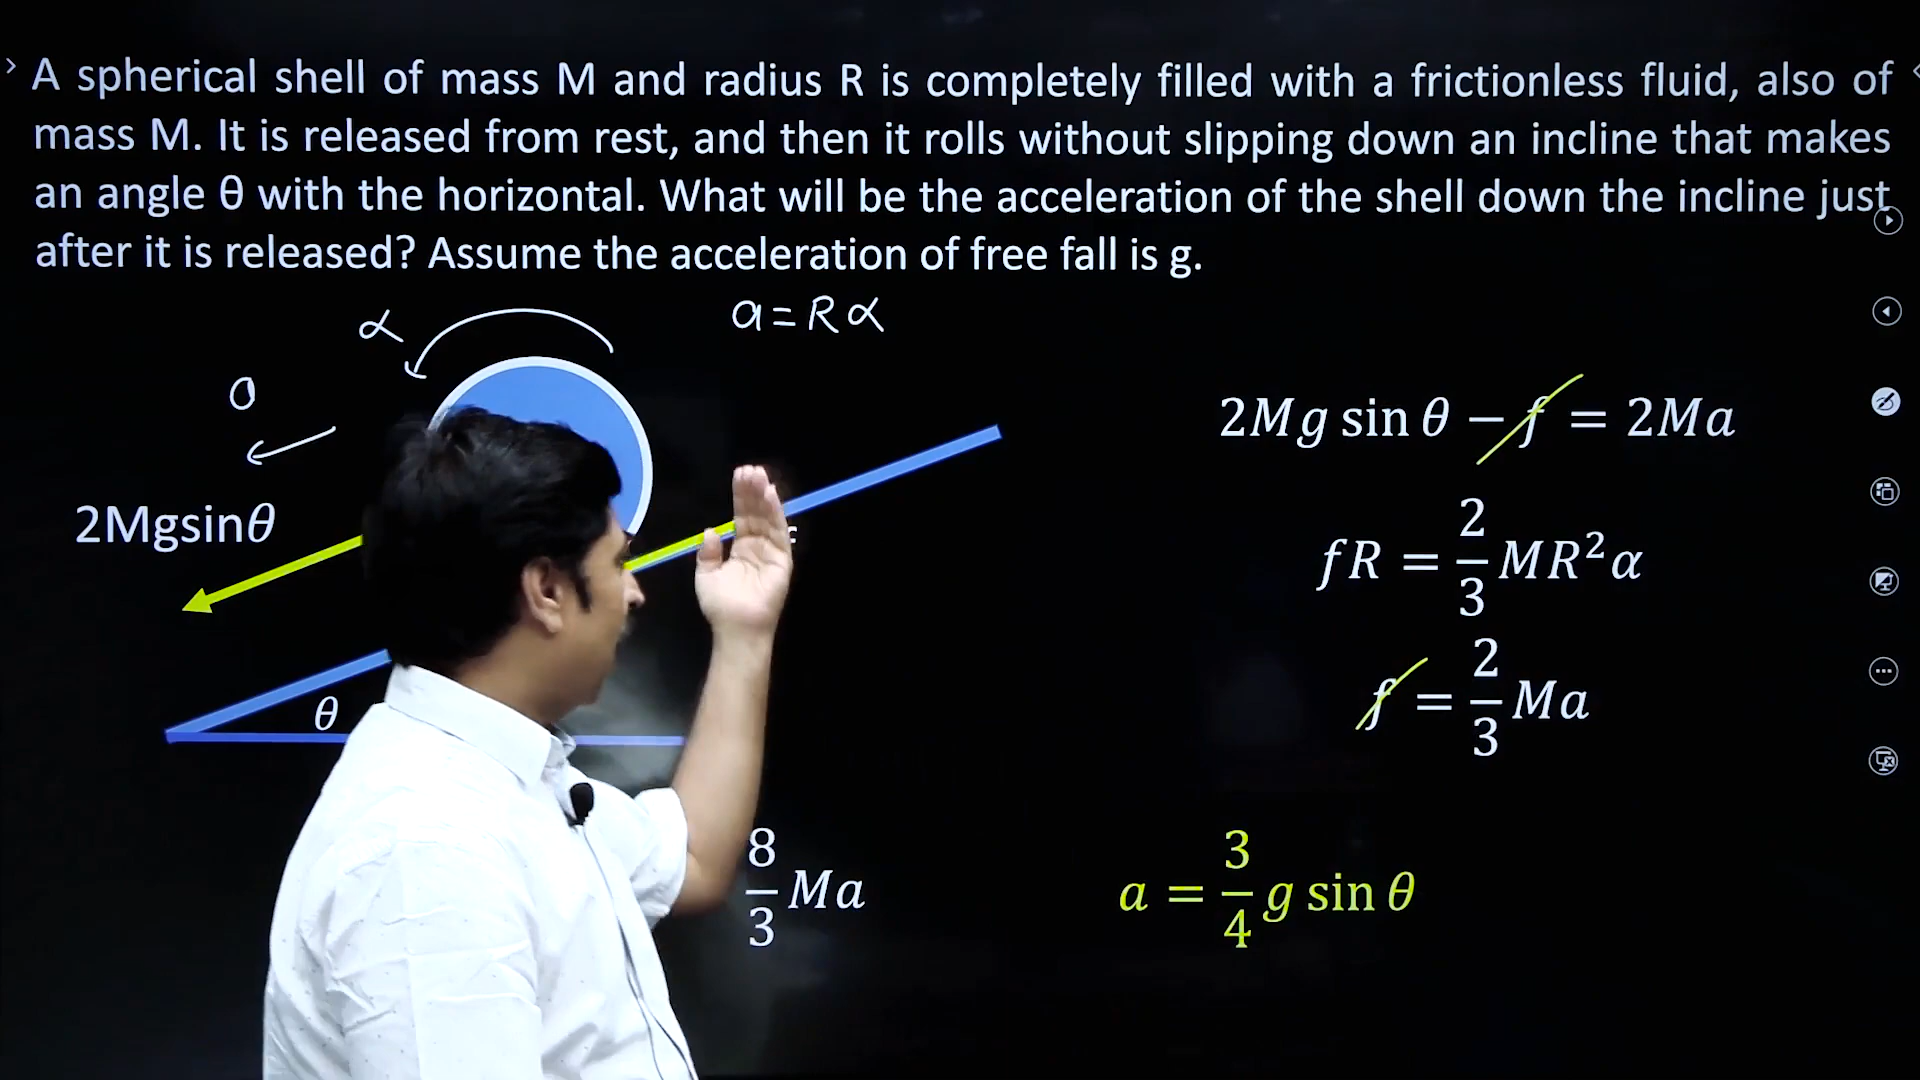 A spherical shell of mass M and radius R is completely filled with a frictionless fluid, also of
mass M. It is released from rest, and then it rolls without slipping down an incline that makes
an angle θ with the horizontal. What will be the acceleration of the shell down the incline just
after it is released? Assume the acceleration of free fall is g.
α
a = R α
a
2Mg sin θ − f = 2Ma
2Mgsinθ
fR = 2/3 MR²α
f = 2/3 Ma
θ
8/3 Ma
a = 3/4 g sin θ